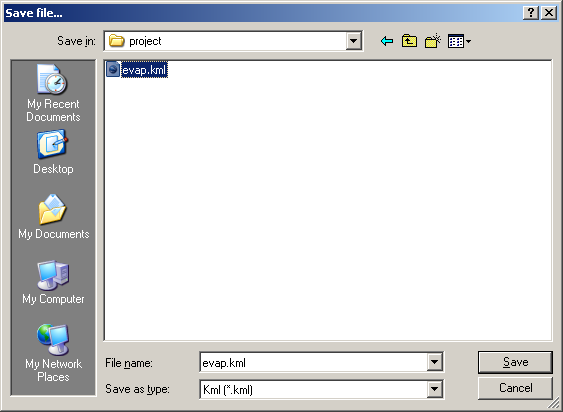 Save file...
Save in:
project
evap.kml
My Recent
Documents
Desktop
My Documents
My Computer
My Network
Places
File name:
evap.kml
Save
Save as type:
Kml (*.kml)
Cancel